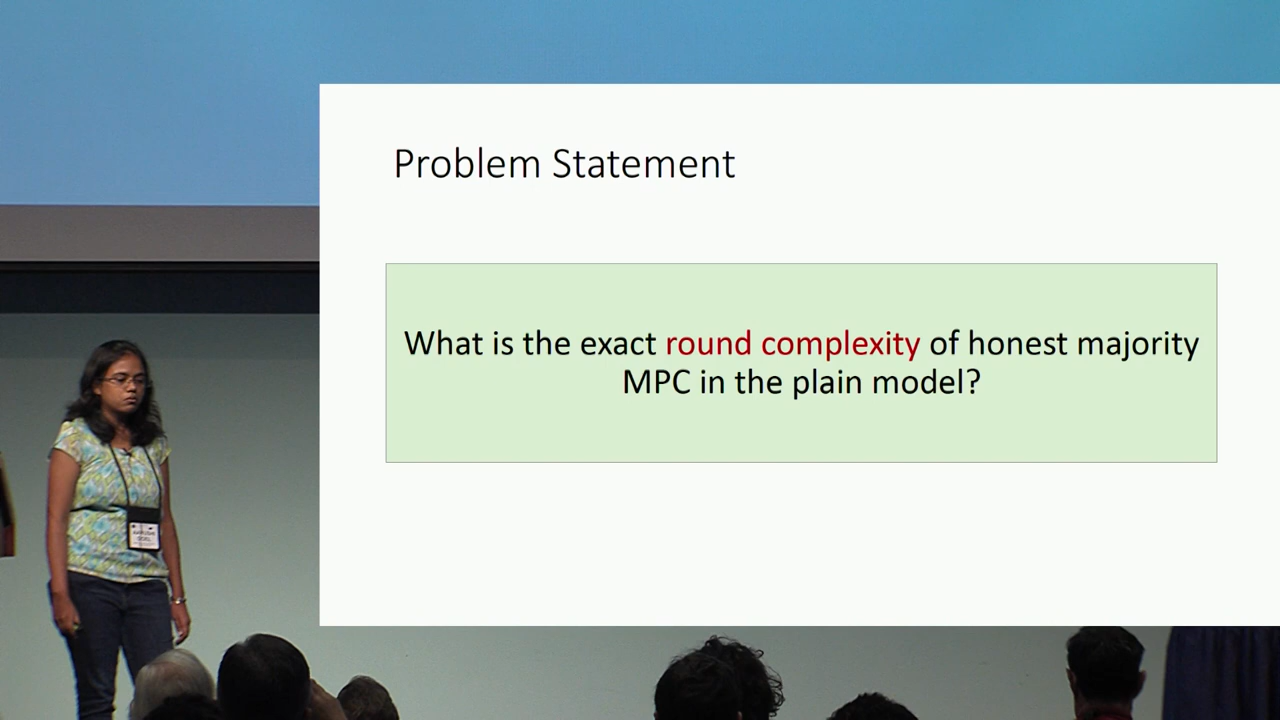 Problem Statement
What is the exact round complexity of honest majority
MPC in the plain model?